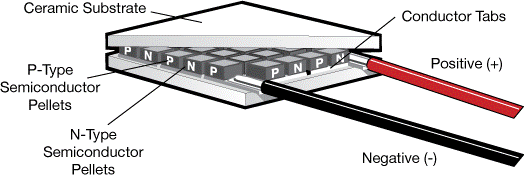 Ceramic Substrate
Conductor Tabs
P N P N P
P N P N
P-Type
Semiconductor
Pellets
Positive (+)
N-Type
Semiconductor
Pellets
Negative (-)